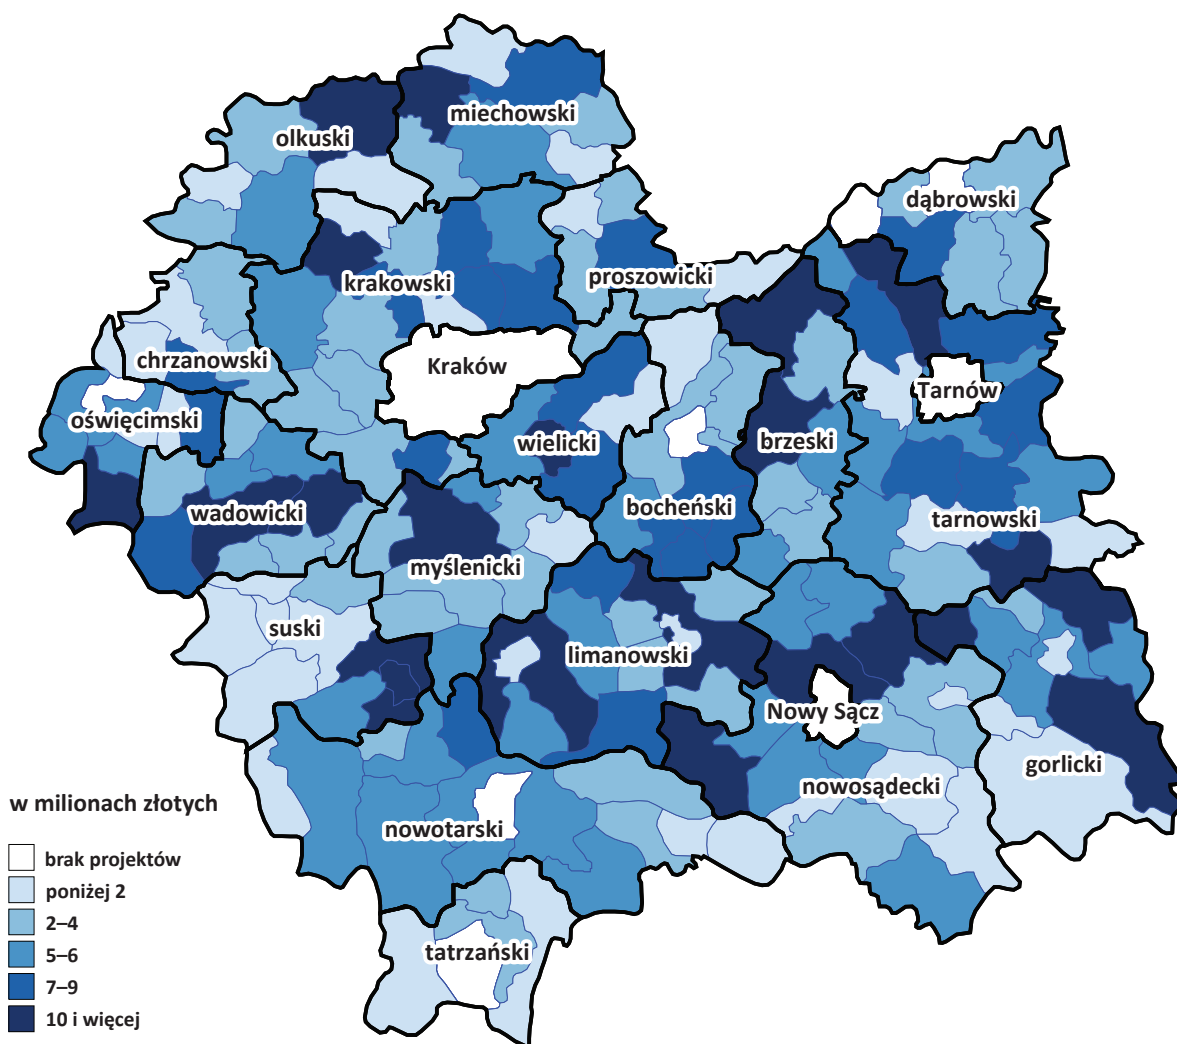 miechowski
olkuski
dąbrowski
proszowicki
krakowski
chrzanowski
Kraków
Tarnów
oświęcimski
wielicki
brzeski
bocheński
wadowicki
tarnowski
myślenicki
suski
limanowski
Nowy Sącz
gorlicki
nowosądecki
nowotarski
tatrzański
w milionach złotych
brak projektów
poniżej 2
2–4
5–6
7–9
10 i więcej